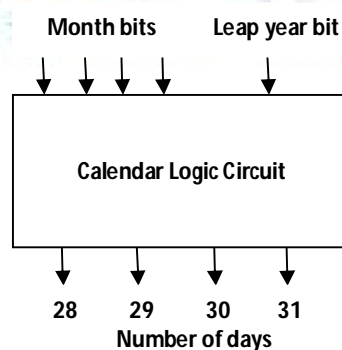 Month bits Leap year bit
Calendar Logic Circuit
28 29 30 31
Number of days